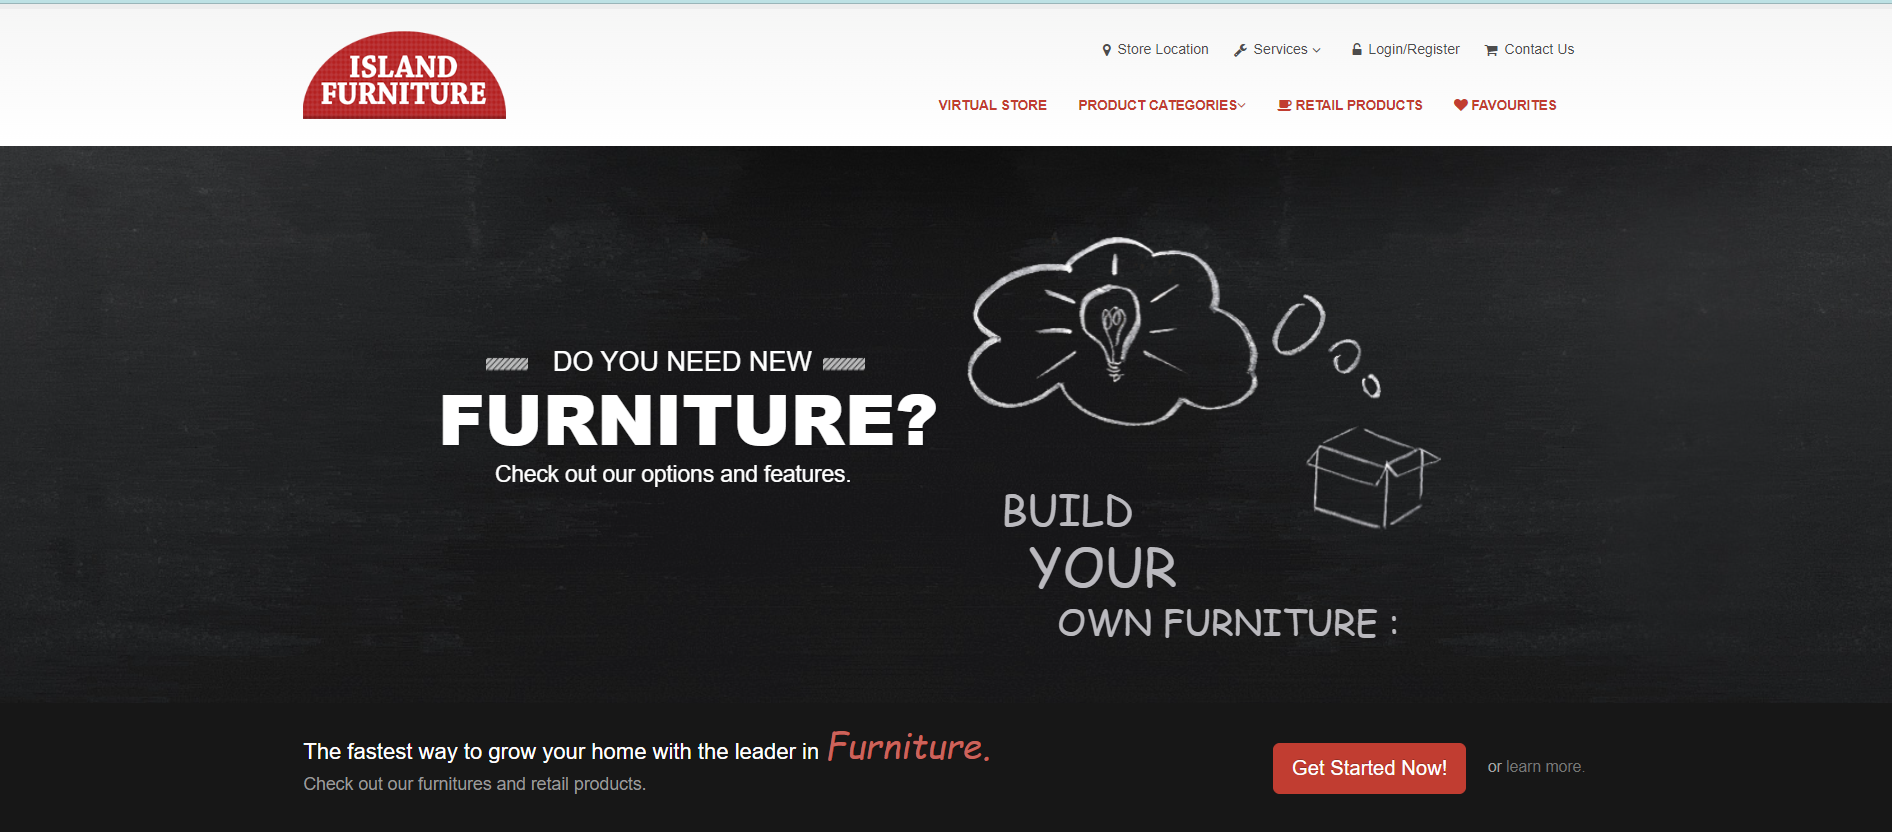 ISLAND
FURNITURE
Store Location Services Login/Register Contact Us
VIRTUAL STORE PRODUCT CATEGORIES RETAIL PRODUCTS FAVOURITES
DO YOU NEED NEW
FURNITURE?
Check out our options and features.
BUILD
YOUR
OWN FURNITURE :
The fastest way to grow your home with the leader in Furniture.
Check out our furnitures and retail products.
Get Started Now! or learn more.